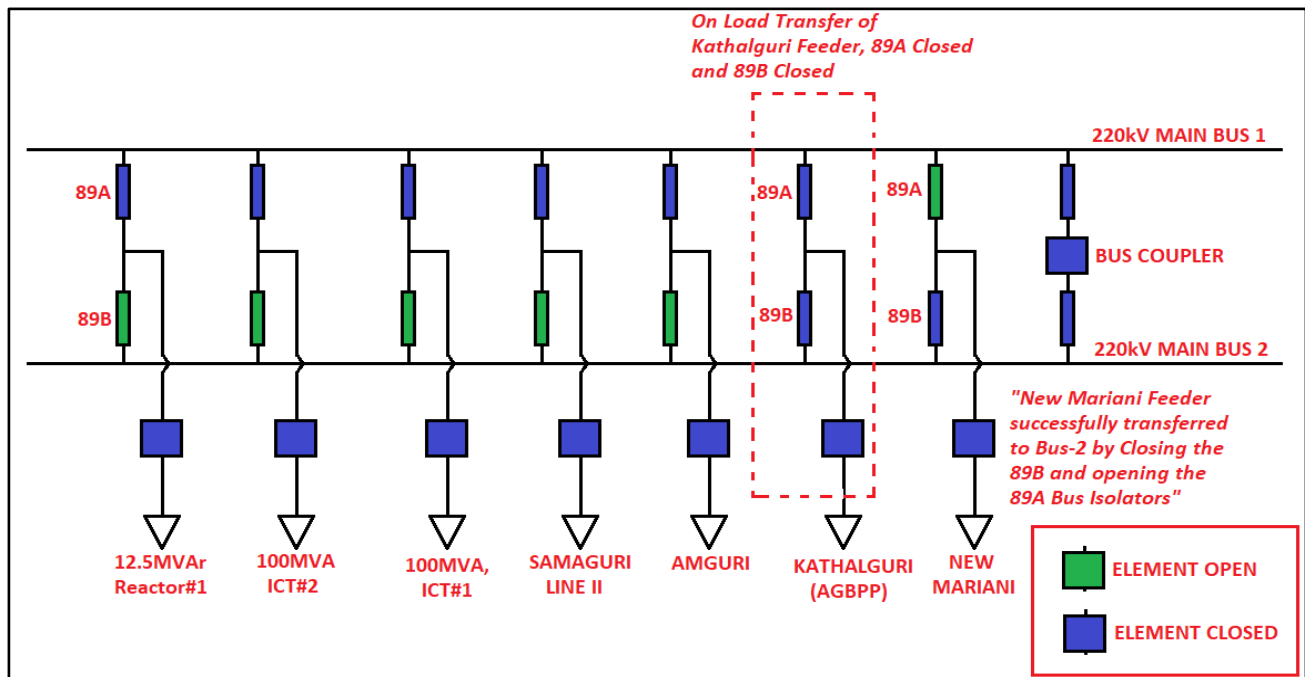 On Load Transfer of
Kathalguri Feeder, 89A Closed
and 89B Closed
220kV MAIN BUS 1
89A
89A
89A
BUS COUPLER
89B
89B
89B
220kV MAIN BUS 2
"New Mariani Feeder
successfully transferred
to Bus-2 by Closing the
89B and opening the
89A Bus Isolators"
12.5MVAr
Reactor#1
100MVA
ICT#2
100MVA,
ICT#1
SAMAGURI
LINE II
AMGURI
KATHALGURI
(AGBPP)
NEW
MARIANI
ELEMENT OPEN
ELEMENT CLOSED